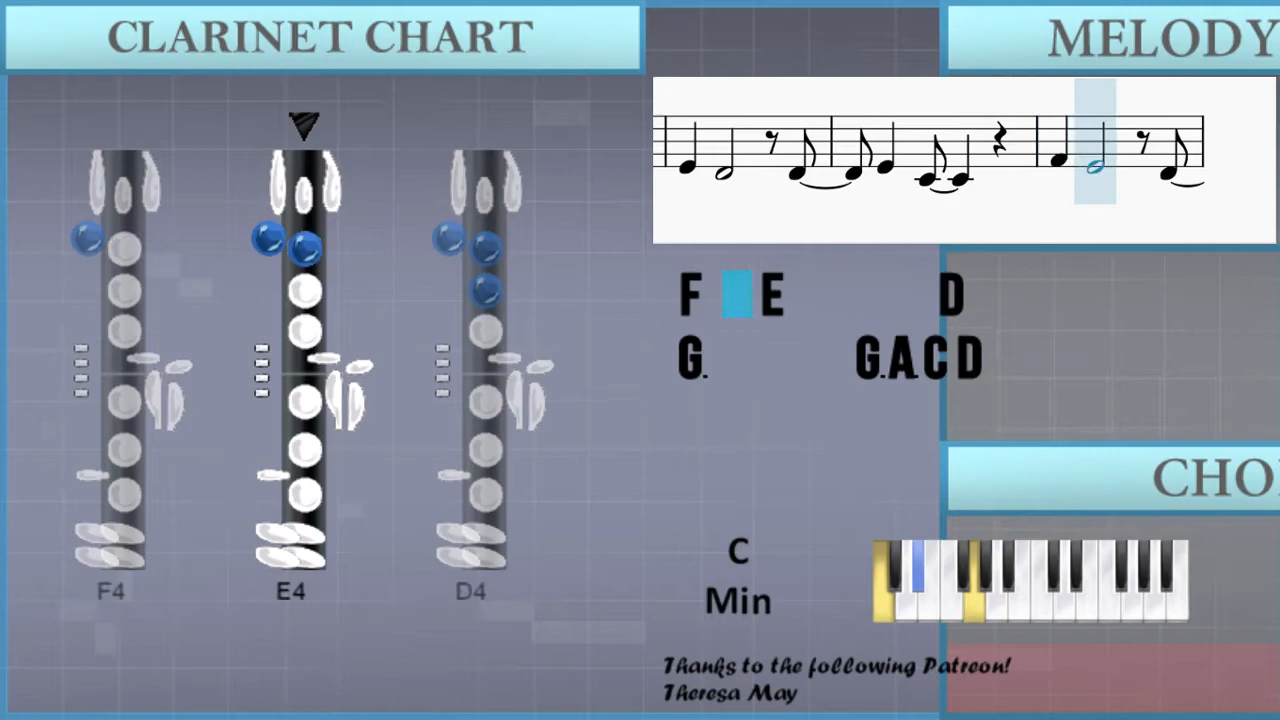 CLARINET CHART
MELODY
F E D
G. G.A.C D
F4 E4 D4
CHO
C
Min
Thanks to the following Patreon!
Theresa May